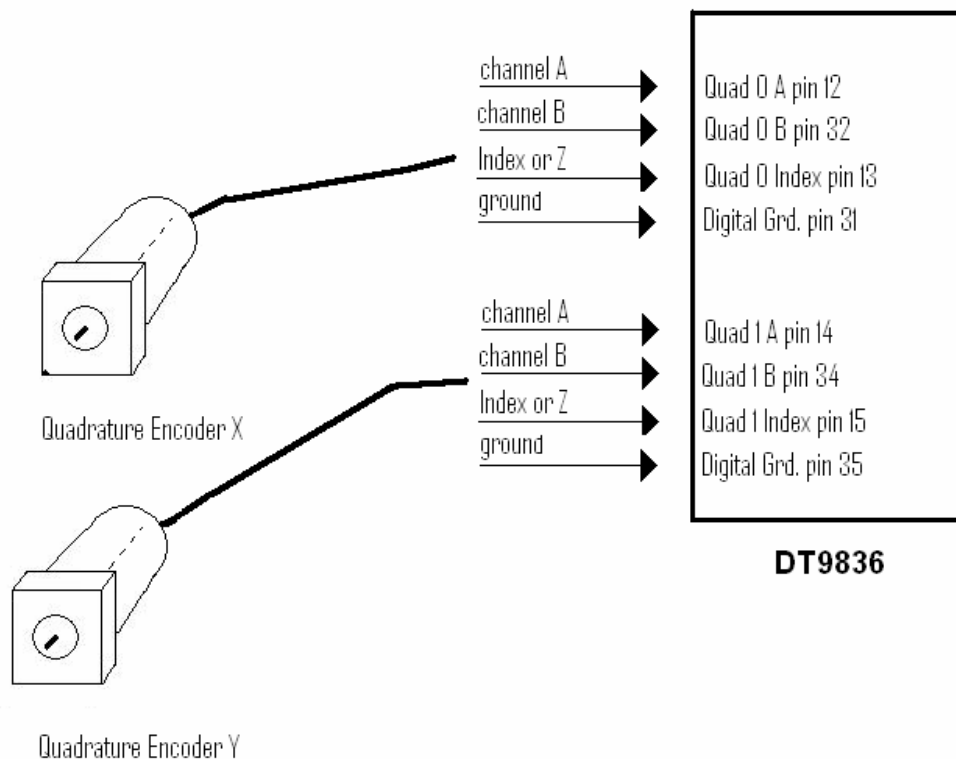 channel A
Quad 0 A pin 12
channel B
Quad 0 B pin 32
Index or Z
Quad 0 Index pin 13
ground
Digital Grd. pin 31
channel A
Quad 1 A pin 14
channel B
Quad 1 B pin 34
Index or Z
Quad 1 Index pin 15
ground
Digital Grd. pin 35
Quadrature Encoder X
DT9836
Quadrature Encoder Y